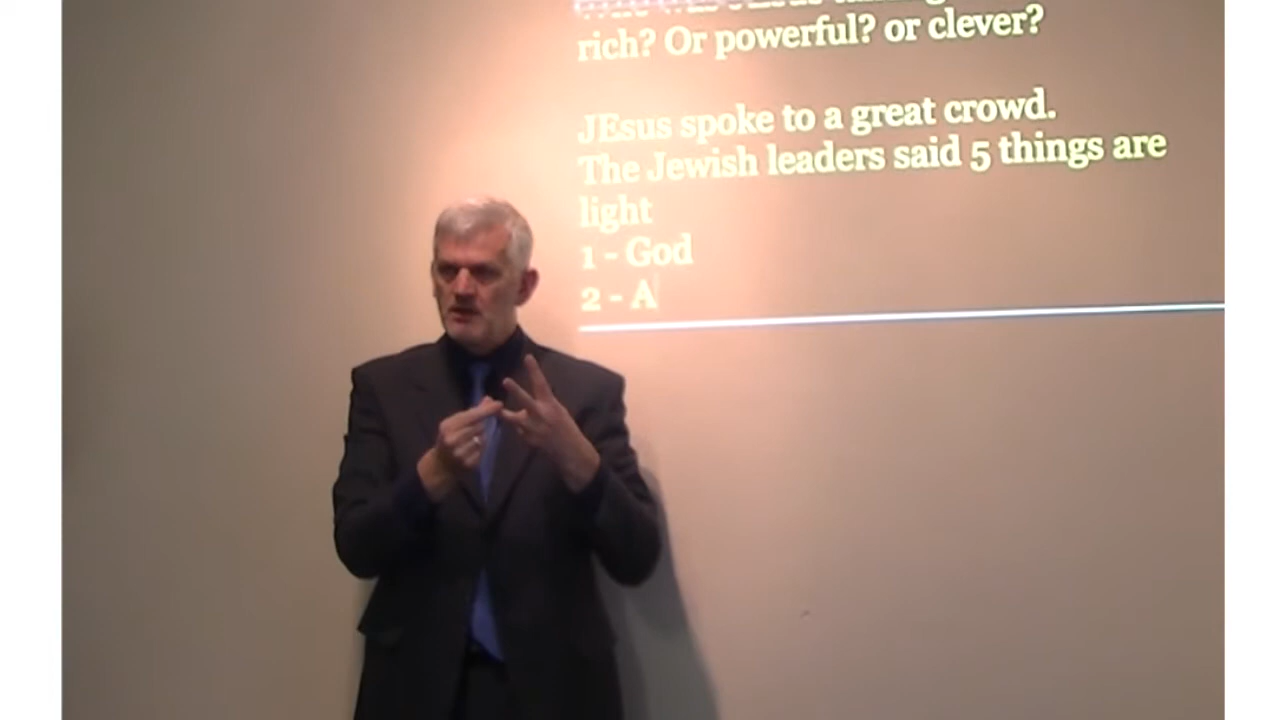 rich? Or powerful? or clever?
JEsus spoke to a great crowd.
The Jewish leaders said 5 things are
light
1 - God
2 - A